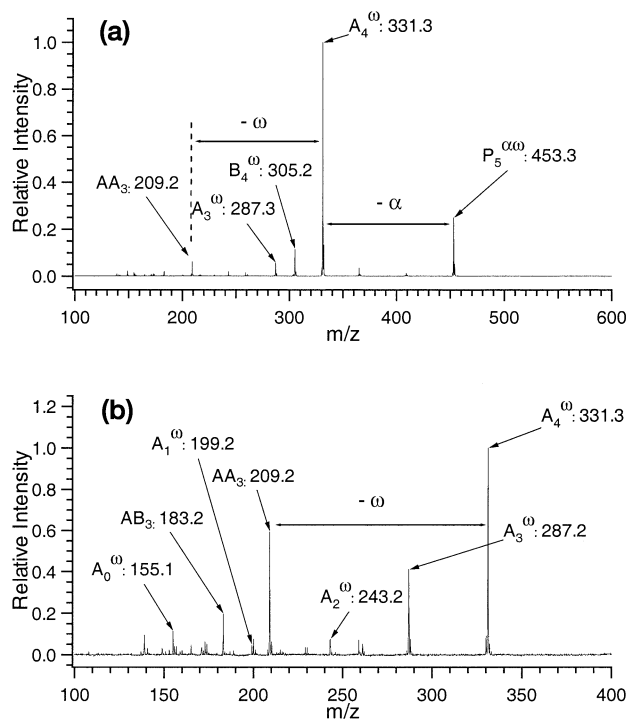 (a)
A4ω: 331.3
- ω
P5αω: 453.3
B4ω: 305.2
AA3: 209.2
A3ω: 287.3
- α
Relative Intensity
1.0
0.8
0.6
0.4
0.2
0.0
100 200 300 400 500 600
m/z
(b)
A4ω: 331.3
A1ω: 199.2
AA3: 209.2
- ω
AB3: 183.2
A3ω: 287.2
A0ω: 155.1
A2ω: 243.2
Relative Intensity
1.2
1.0
0.8
0.6
0.4
0.2
0.0
100 150 200 250 300 350 400
m/z